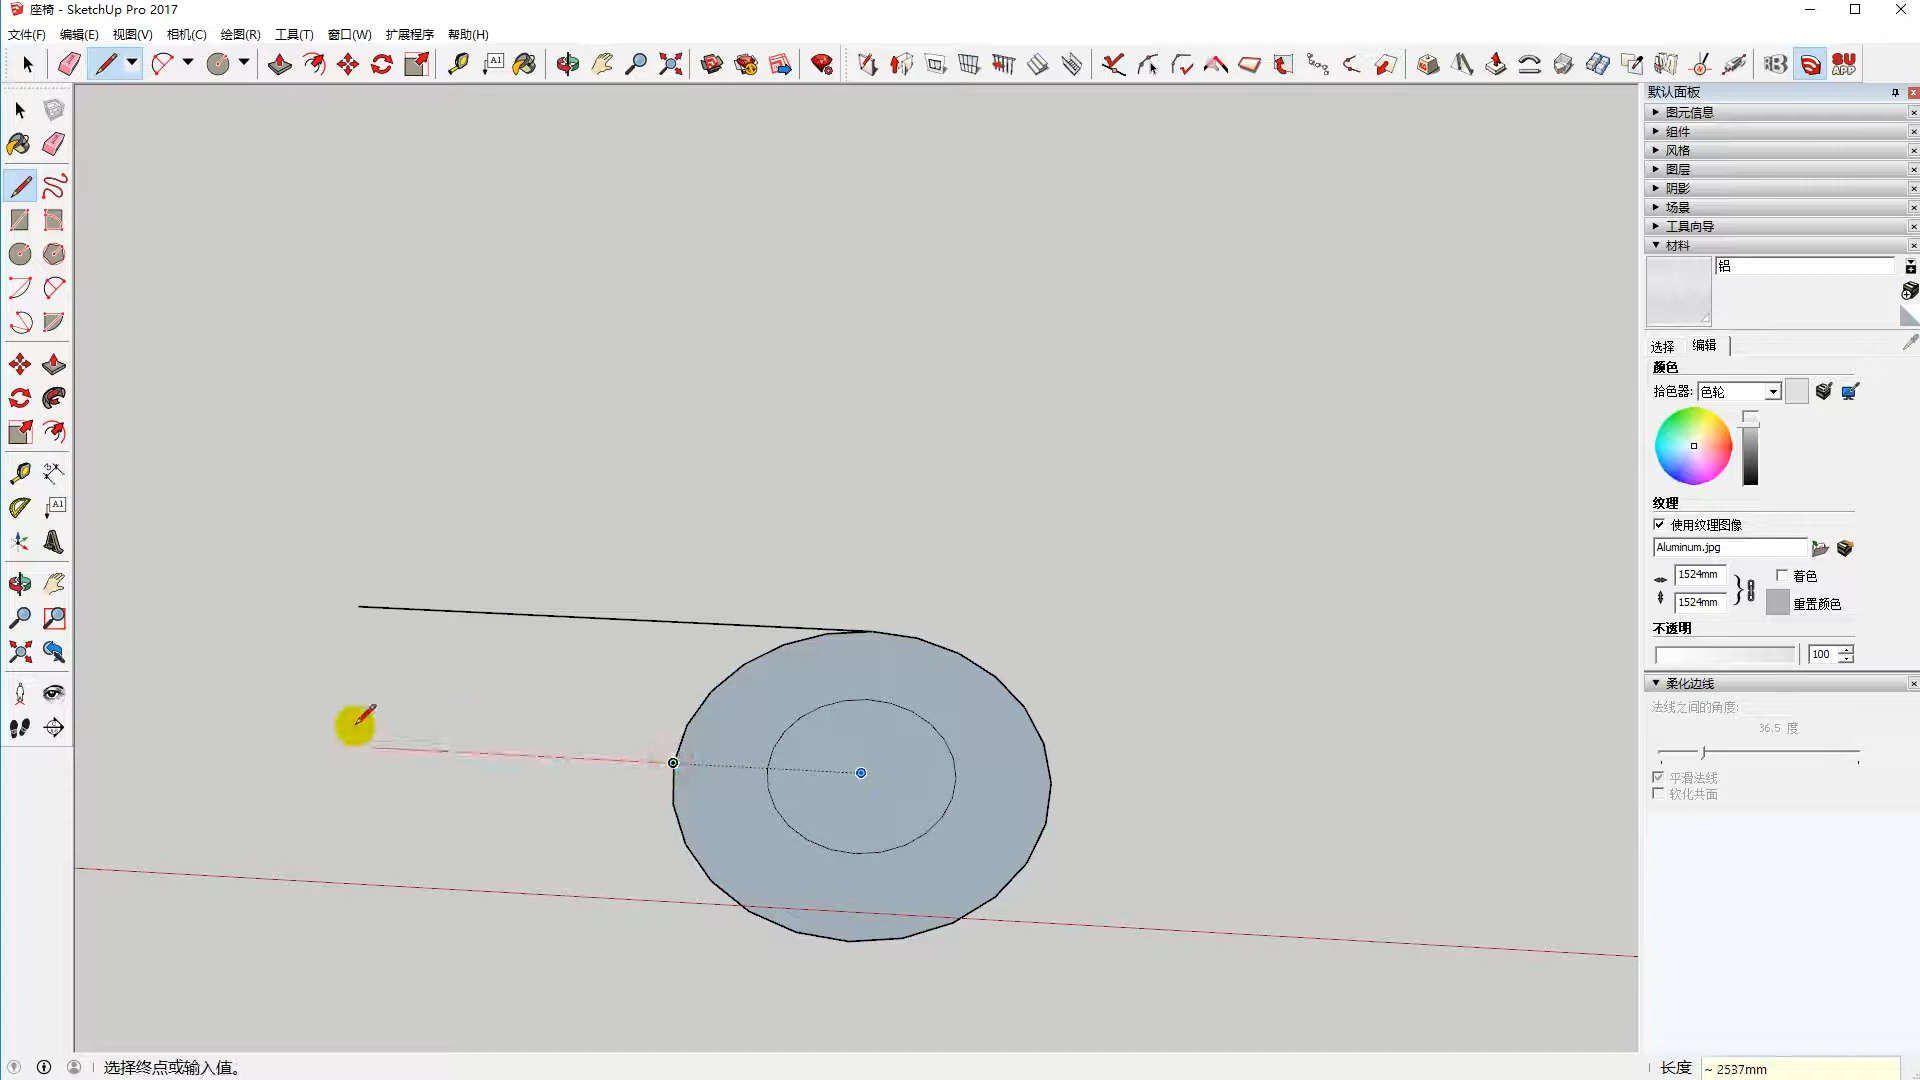 座椅 - SketchUp Pro 2017
文件(F) 编辑(E) 视图(V) 相机(C) 绘图(R) 工具(T) 窗口(W) 扩展程序 帮助(H)
A1
SU
APP
默认面板
图元信息
组件
风格
图层
阴影
场景
工具向导
材料
铝
选择 编辑
颜色
拾色器: 色轮
纹理
使用纹理图像
Aluminum.jpg
1524mm
着色
1524mm
重置颜色
不透明
100
柔化边线
法线之间的角度:
36.5 度
平滑法线
软化共面
A1
选择终点或输入值。
长度 ~ 2537mm